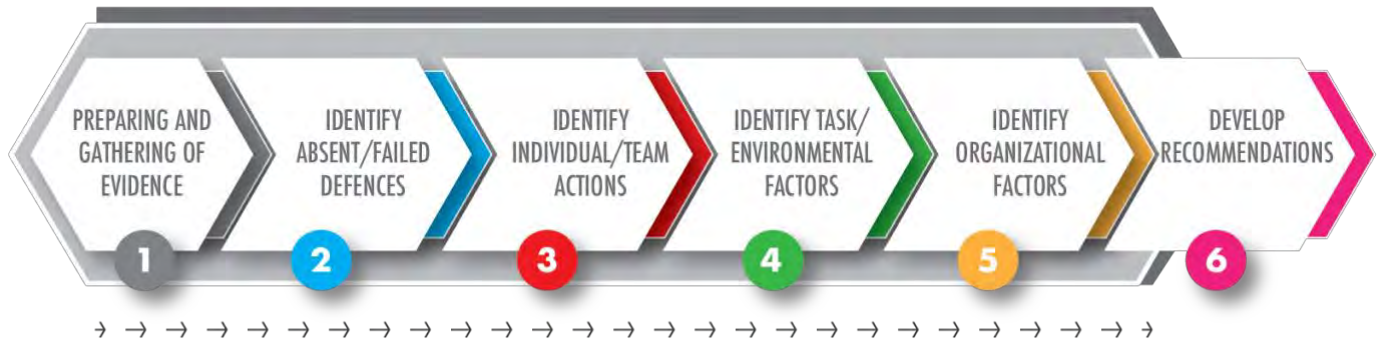 PREPARING AND
GATHERING OF
EVIDENCE
1
IDENTIFY
ABSENT/FAILED
DEFENCES
2
IDENTIFY
INDIVIDUAL/TEAM
ACTIONS
3
IDENTIFY TASK/
ENVIRONMENTAL
FACTORS
4
IDENTIFY
ORGANIZATIONAL
FACTORS
5
DEVELOP
RECOMMENDATIONS
6